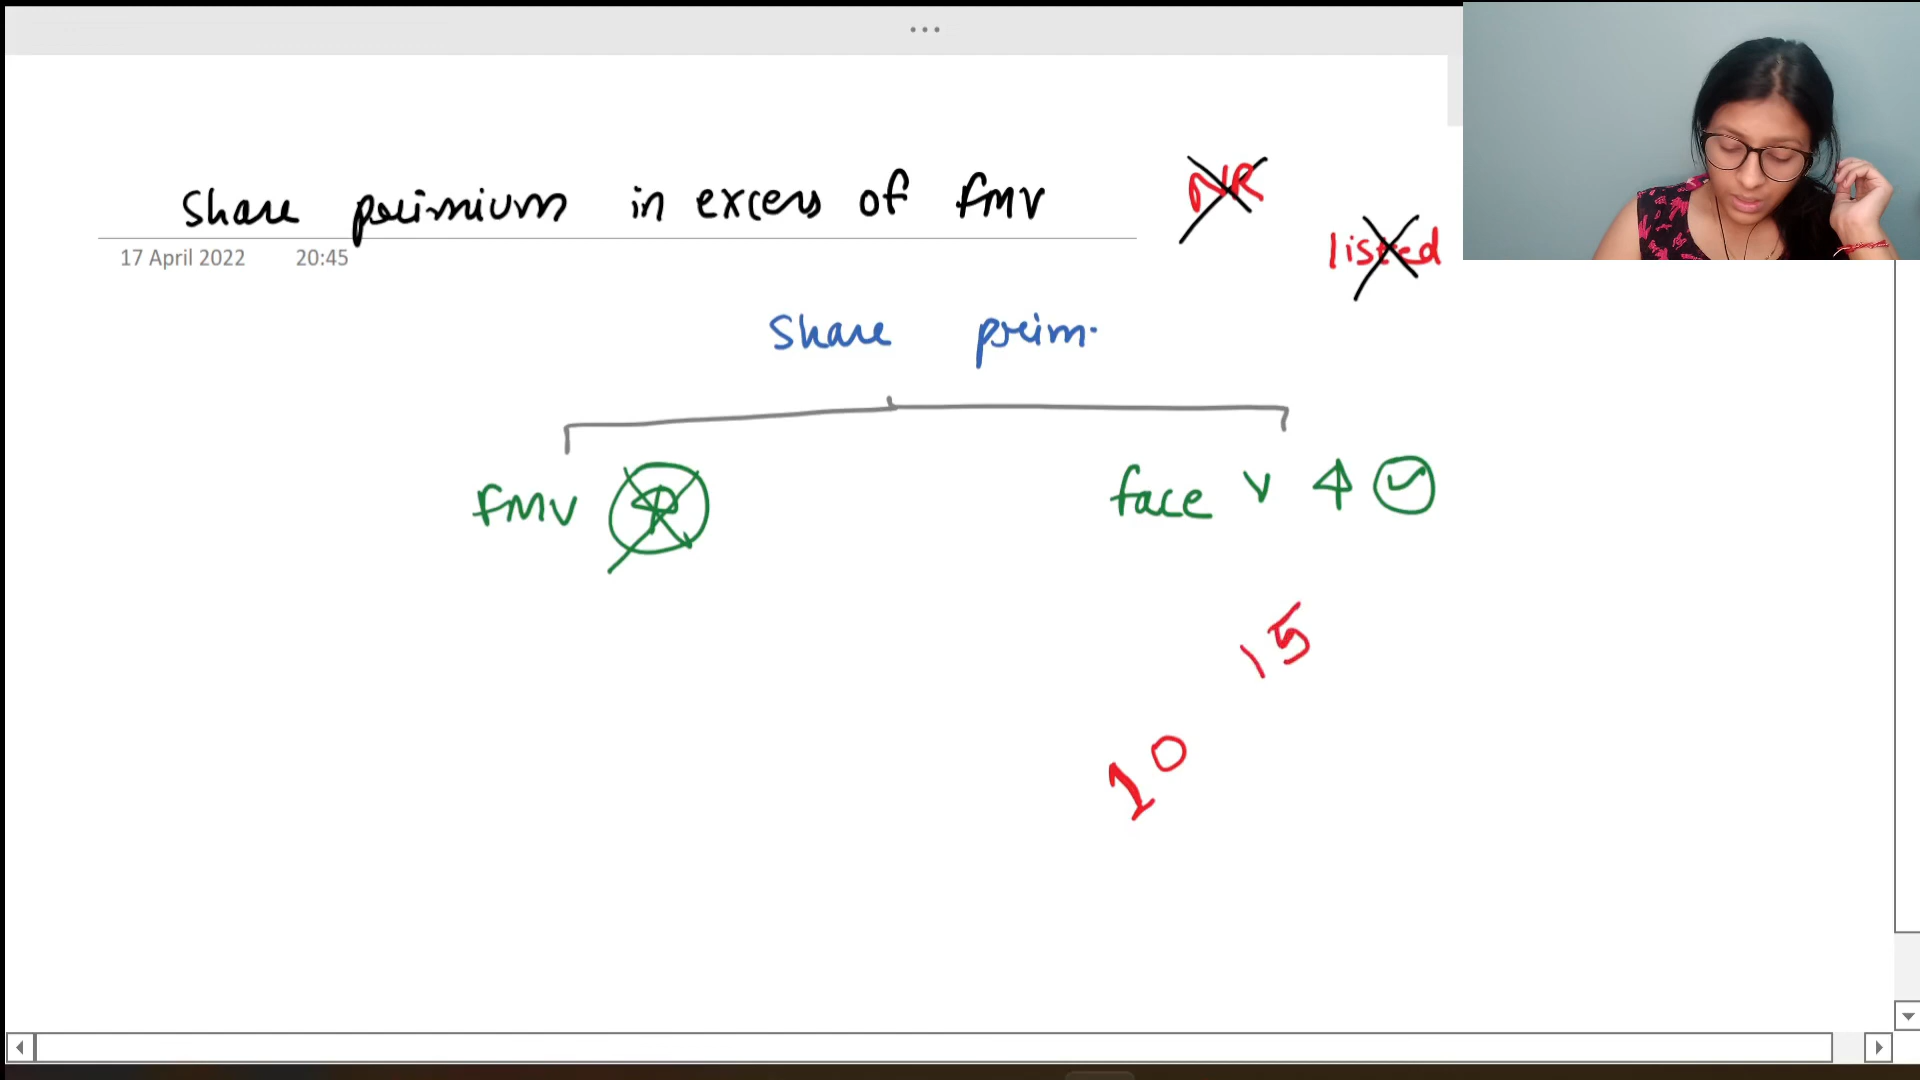 Share premium in excess of FMV
NR
listed
17 April 2022 20:45
Share prem.
FMV
face v
15
10